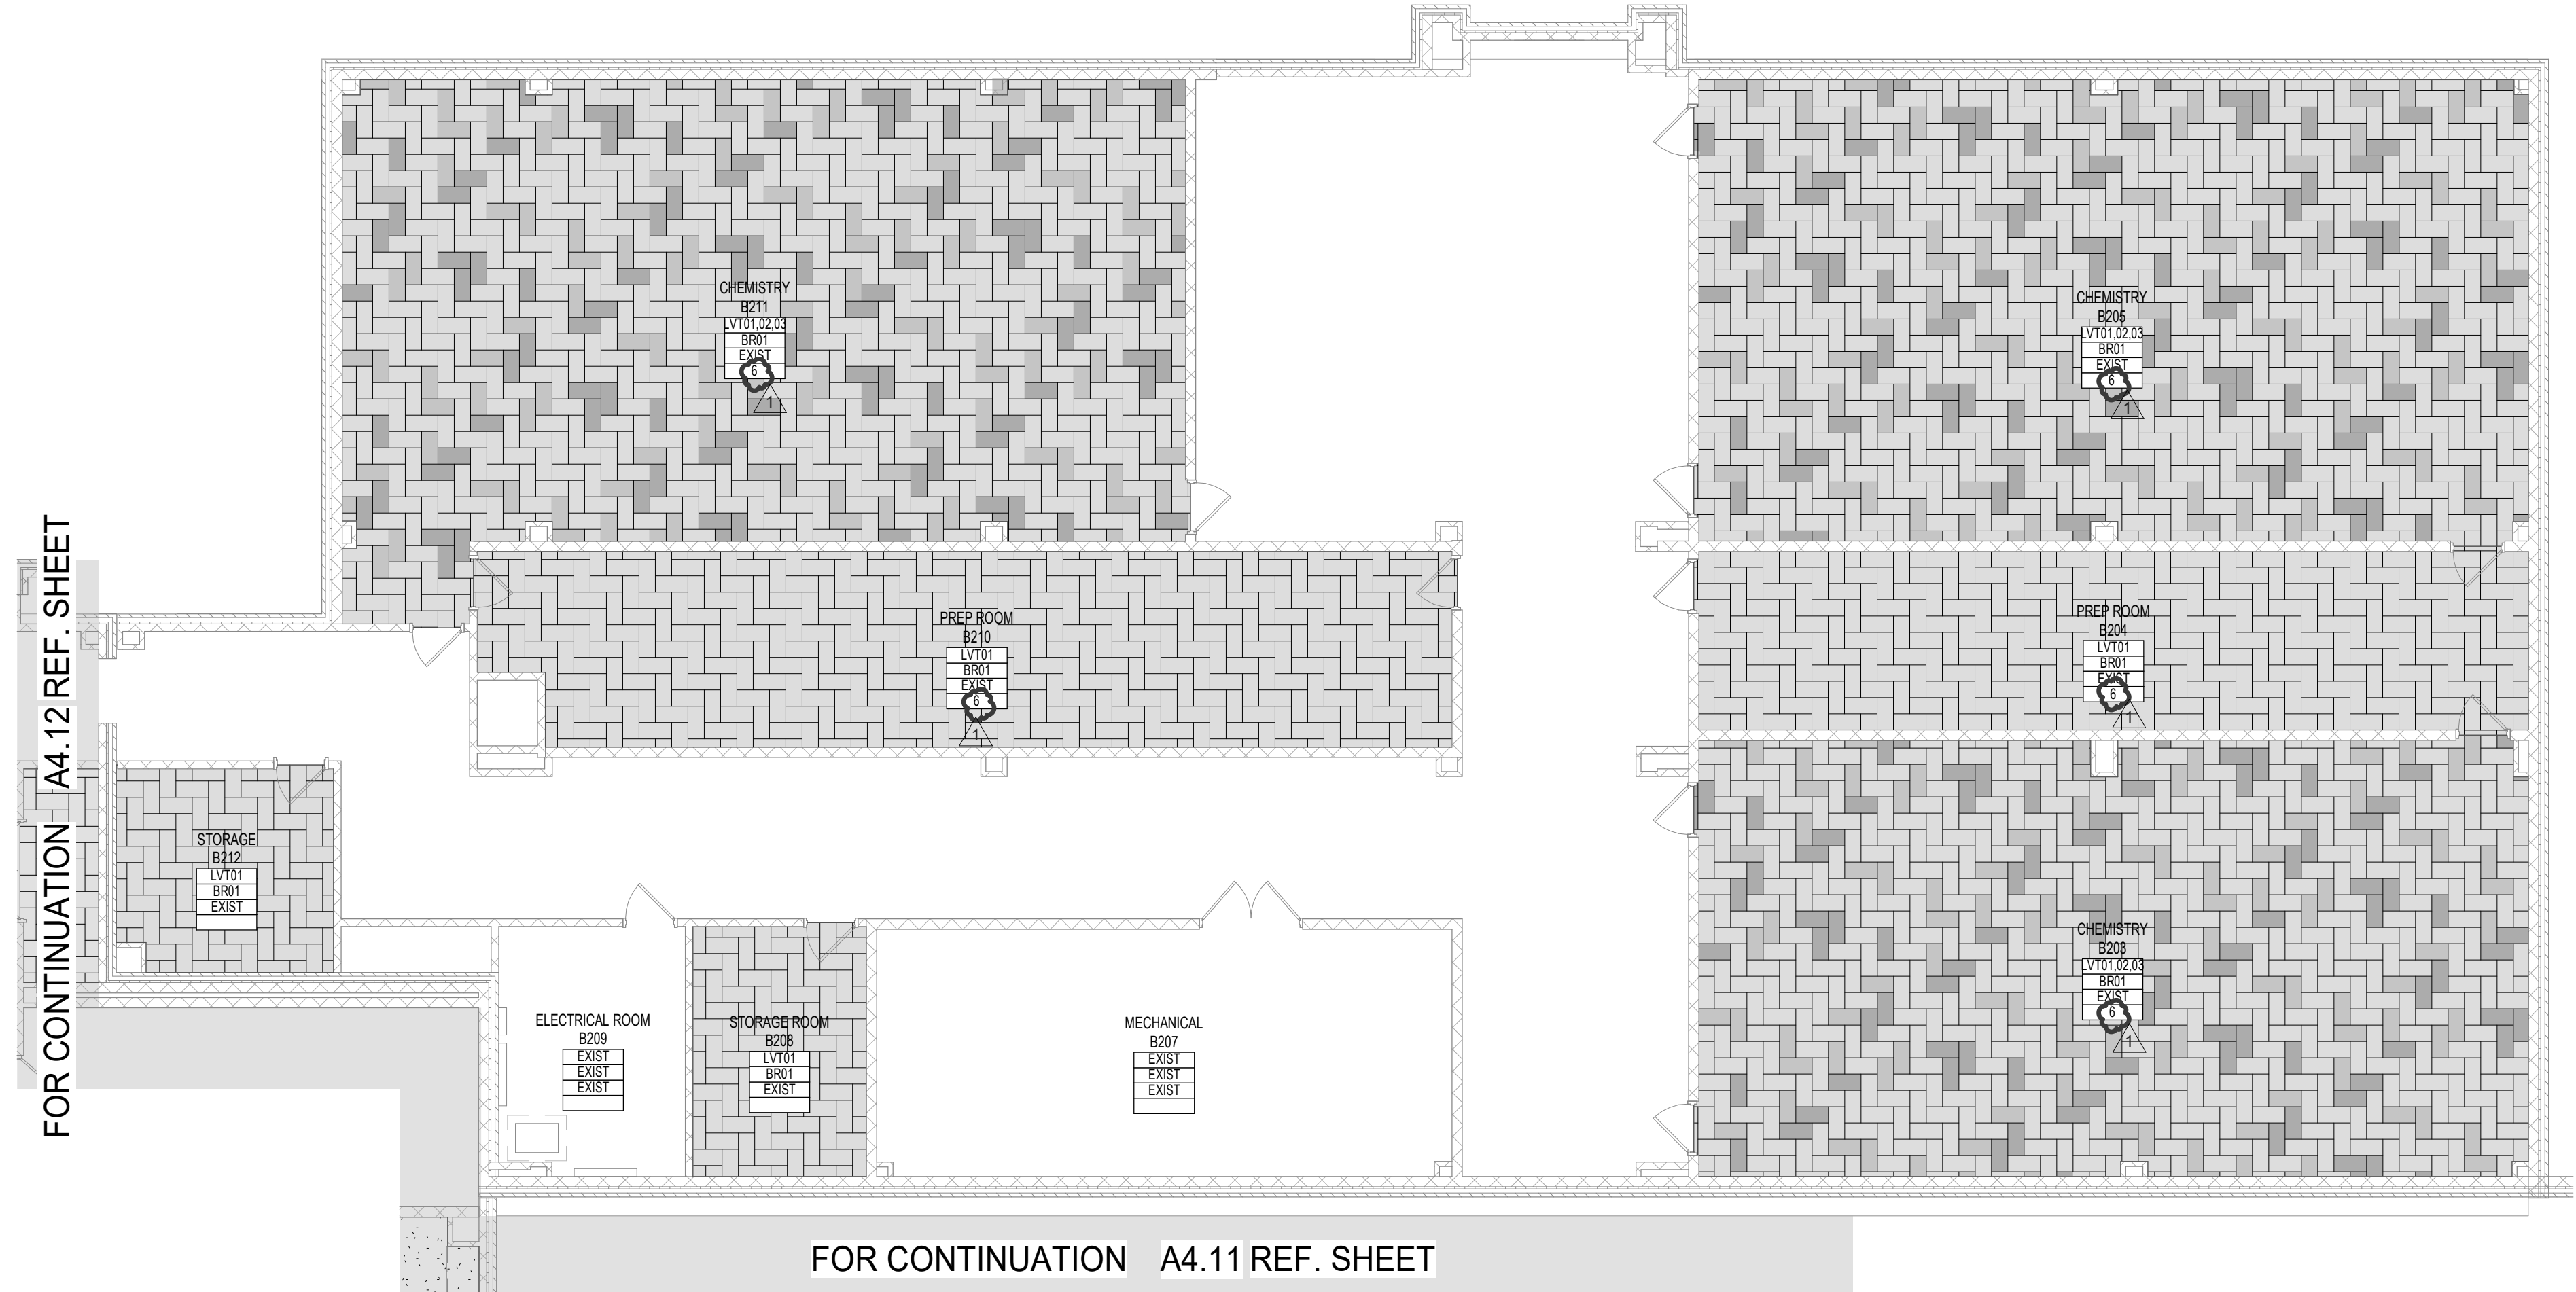 CHEMISTRY
B211
LVT01,02,03
BR01
EXIST
6
1
CHEMISTRY
B205
LVT01,02,03
BR01
EXIST
6
1
PREP ROOM
B210
LVT01
BR01
EXIST
6
1
PREP ROOM
B204
LVT01
BR01
EXIST
6
1
FOR CONTINUATION A4.12 REF. SHEET
STORAGE
B212
LVT01
BR01
EXIST
CHEMISTRY
B203
LVT01,02,03
BR01
EXIST
6
1
ELECTRICAL ROOM
B209
EXIST
EXIST
EXIST
STORAGE ROOM
B208
LVT01
BR01
EXIST
MECHANICAL
B207
EXIST
EXIST
EXIST
FOR CONTINUATION A4.11 REF. SHEET